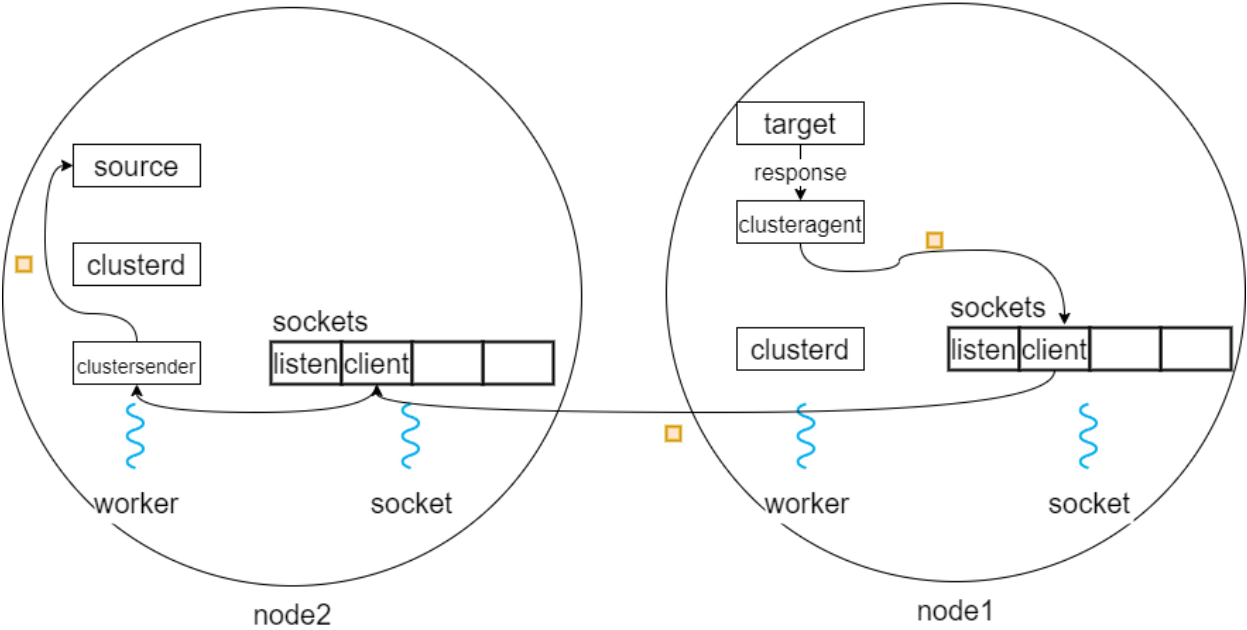 source
clusterd
clustersender
sockets
listen client
worker
socket
node2
target
response
clusteragent
clusterd
sockets
listen client
worker
socket
node1